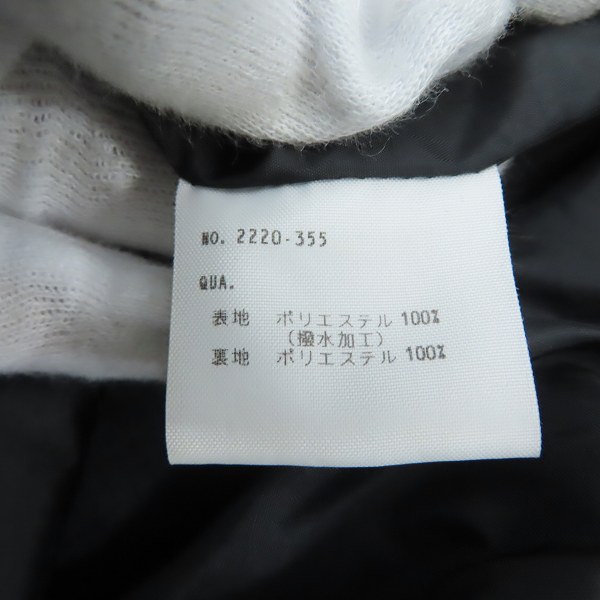 NO. 2220-355
QUA.
表地 ポリエステル 100%
(撥水加工)
裏地 ポリエステル 100%